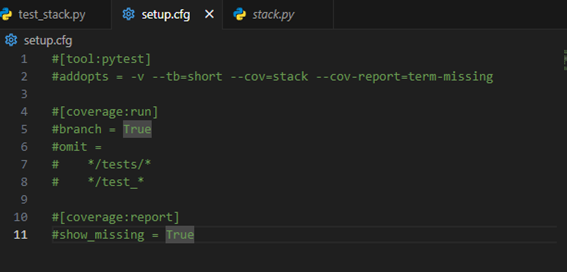 test_stack.py setup.cfg stack.py
setup.cfg
1 #[tool:pytest]
2 #addopts = -v --tb=short --cov=stack --cov-report=term-missing
3
4 #[coverage:run]
5 #branch = True
6 #omit =
7 #    */tests/*
8 #    */test_*
9
10 #[coverage:report]
11 #show_missing = True